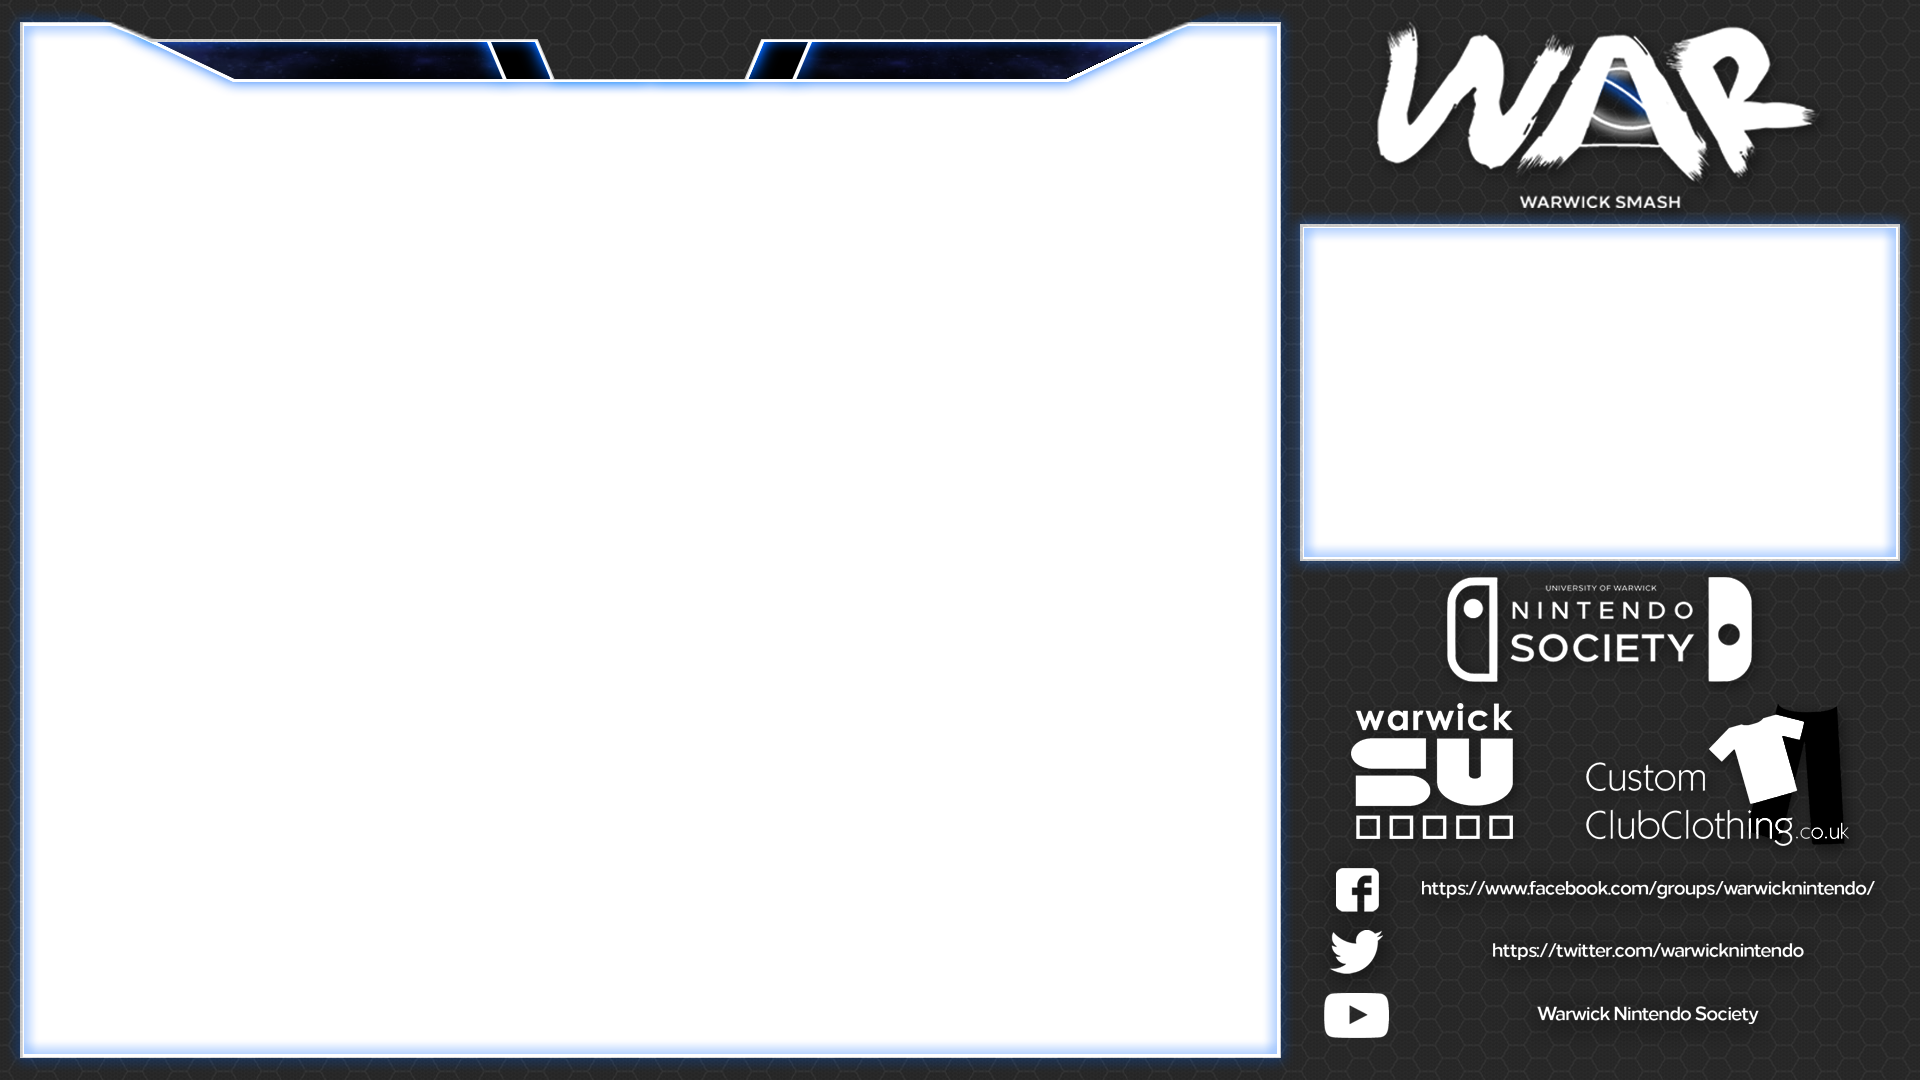 WAR
WARWICK SMASH
UNIVERSITY OF WARWICK
NINTENDO
SOCIETY
warwick
SU
Custom
ClubClothing.co.uk
https://www.facebook.com/groups/warwicknintendo/
https://twitter.com/warwicknintendo
Warwick Nintendo Society